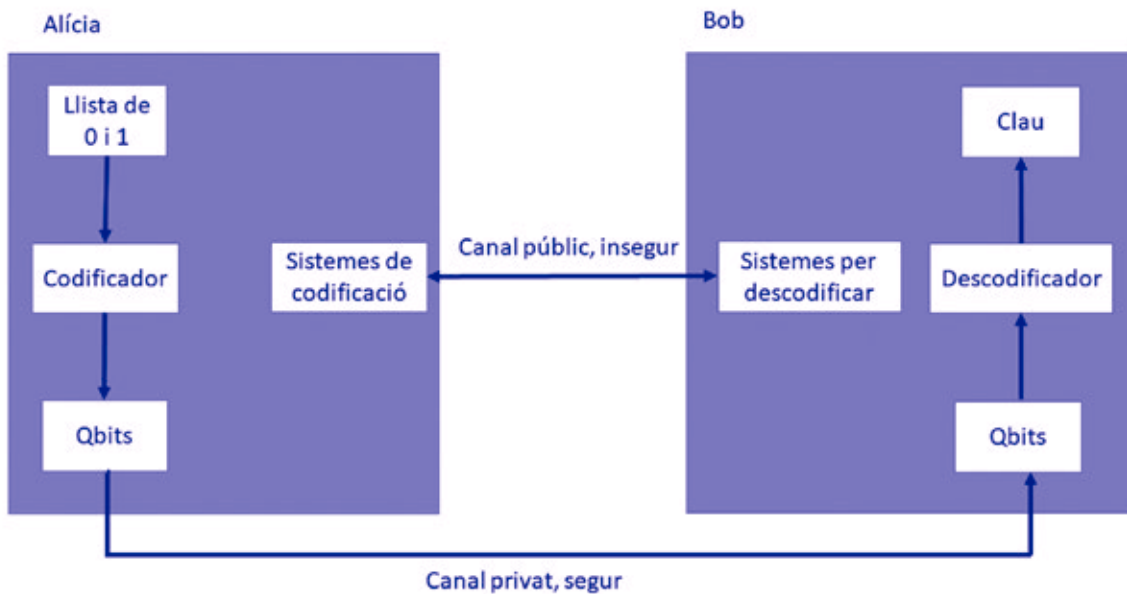 Alícia
Bob
Llista de
0 i 1
Clau
Canal públic, insegur
Codificador
Sistemes de
codificació
Sistemes per
descodificar
Descodificador
Qbits
Qbits
Canal privat, segur